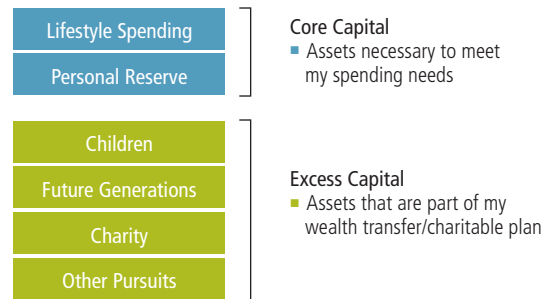 Lifestyle Spending
Personal Reserve
Core Capital
▪ Assets necessary to meet
my spending needs
Children
Future Generations
Charity
Other Pursuits
Excess Capital
▪ Assets that are part of my
wealth transfer/charitable plan